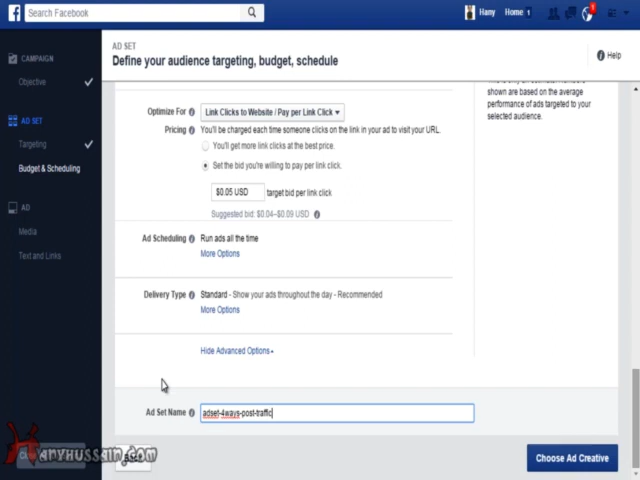 Search Facebook
Hany
Home 1
1
CAMPAIGN
Objective
AD SET
Targeting
Budget & Scheduling
AD
Media
Text and Links
AD SET
Define your audience targeting, budget, schedule
Help
shown are based on the average
performance of ads targeted to your
selected audience.
Optimize For
Link Clicks to Website / Pay per Link Click
Pricing
You'll be charged each time someone clicks on the link in your ad to visit your URL.
You'll get more link clicks at the best price.
Set the bid you're willing to pay per link click.
$0.05 USD
target bid per link click
Suggested bid: $0.04–$0.09 USD
Ad Scheduling
Run ads all the time
More Options
Delivery Type
Standard - Show your ads throughout the day - Recommended
More Options
Hide Advanced Options
Ad Set Name
adset-4ways-post-traffic
HANYHUSSAIN.COM
Choose Ad Creative